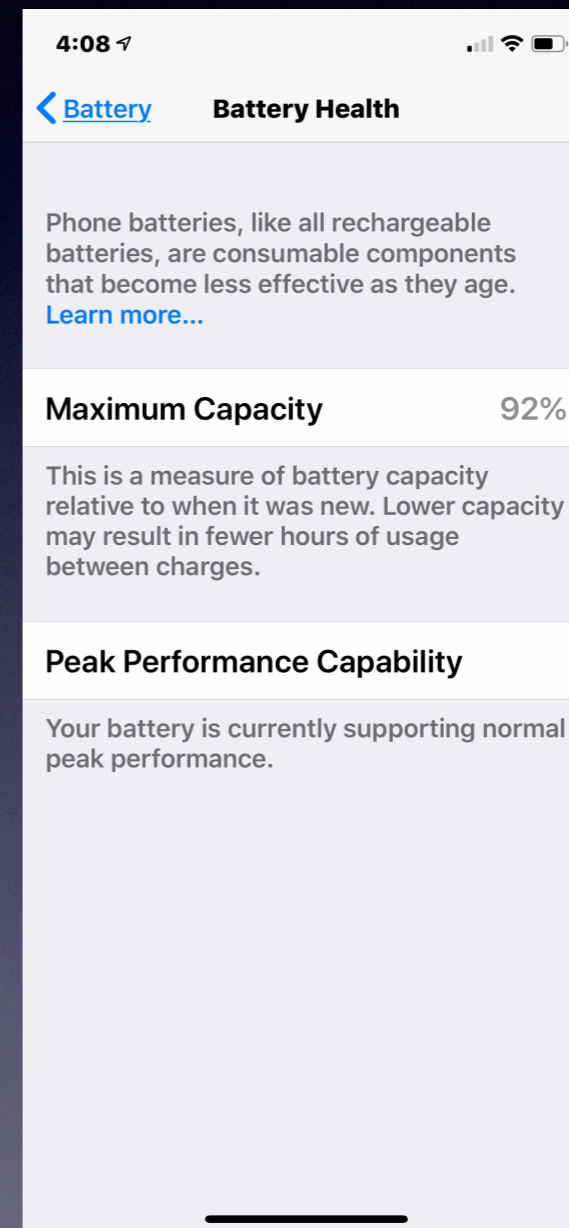 4:08
Battery Battery Health
Phone batteries, like all rechargeable
batteries, are consumable components
that become less effective as they age.
Learn more...
Maximum Capacity 92%
This is a measure of battery capacity
relative to when it was new. Lower capacity
may result in fewer hours of usage
between charges.
Peak Performance Capability
Your battery is currently supporting normal
peak performance.